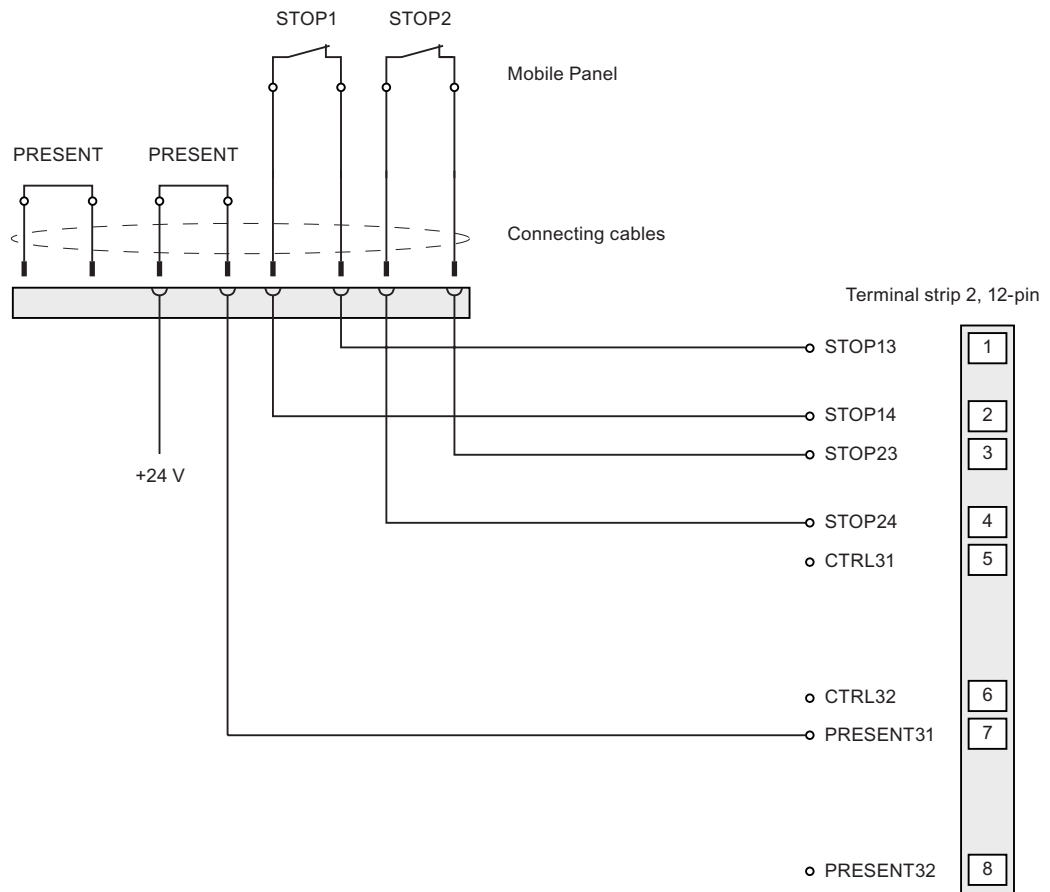 STOP1 STOP2
Mobile Panel
PRESENT PRESENT
Connecting cables
Terminal strip 2, 12-pin
STOP13 1
STOP14 2
STOP23 3
+24 V
STOP24 4
CTRL31 5
CTRL32 6
PRESENT31 7
PRESENT32 8